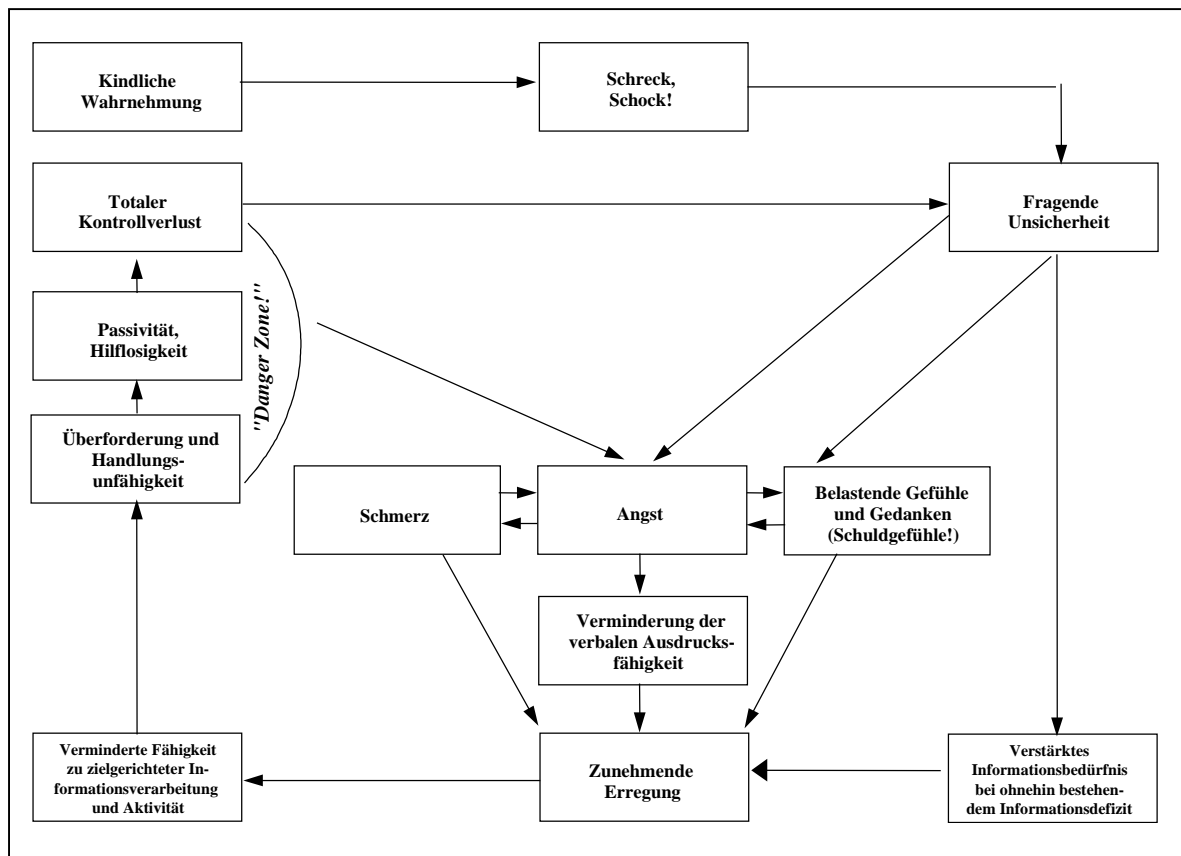 Kindliche
Wahrnehmung
Schreck,
Schock!
Totaler
Kontrollverlust
Fragende
Unsicherheit
Passivität,
Hilflosigkeit
"Danger Zone!"
Überforderung und
Handlungs-
unfähigkeit
Schmerz
Angst
Belastende Gefühle
und Gedanken
(Schuldgefühle!)
Verminderung der
verbalen Ausdrucks-
fähigkeit
Verminderte Fähigkeit
zu zielgerichteter In-
formationsverarbeitung
und Aktivität
Zunehmende
Erregung
Verstärktes
Informationsbedürfnis
bei ohnehin bestehen-
dem Informationsdefizit